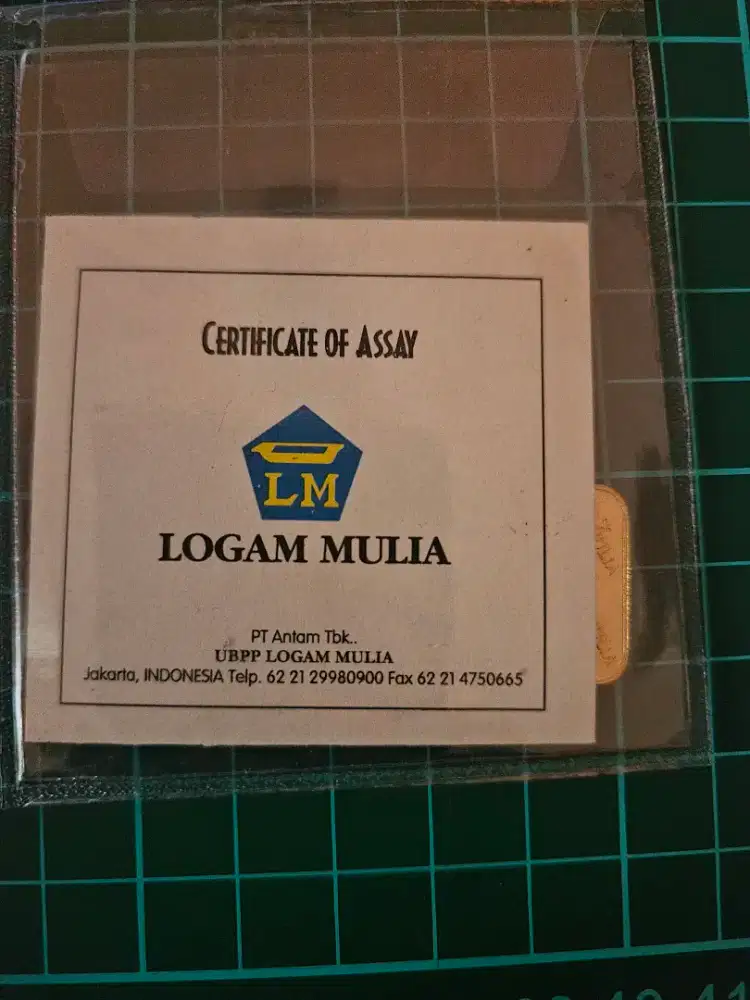 CERTIFICATE OF ASSAY
LM
LOGAM MULIA
PT Antam Tbk..
UBPP LOGAM MULIA
Jakarta, INDONESIA Telp. 62 21 29980900 Fax 62 21 4750665